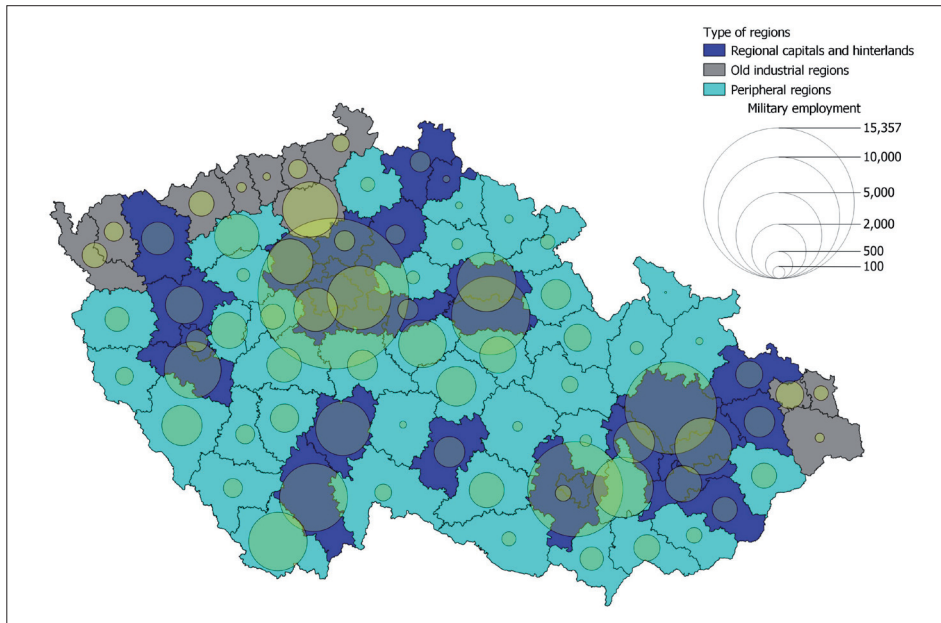 Type of regions
Regional capitals and hinterlands
Old industrial regions
Peripheral regions
Military employment
15,357
10,000
5,000
2,000
500
100